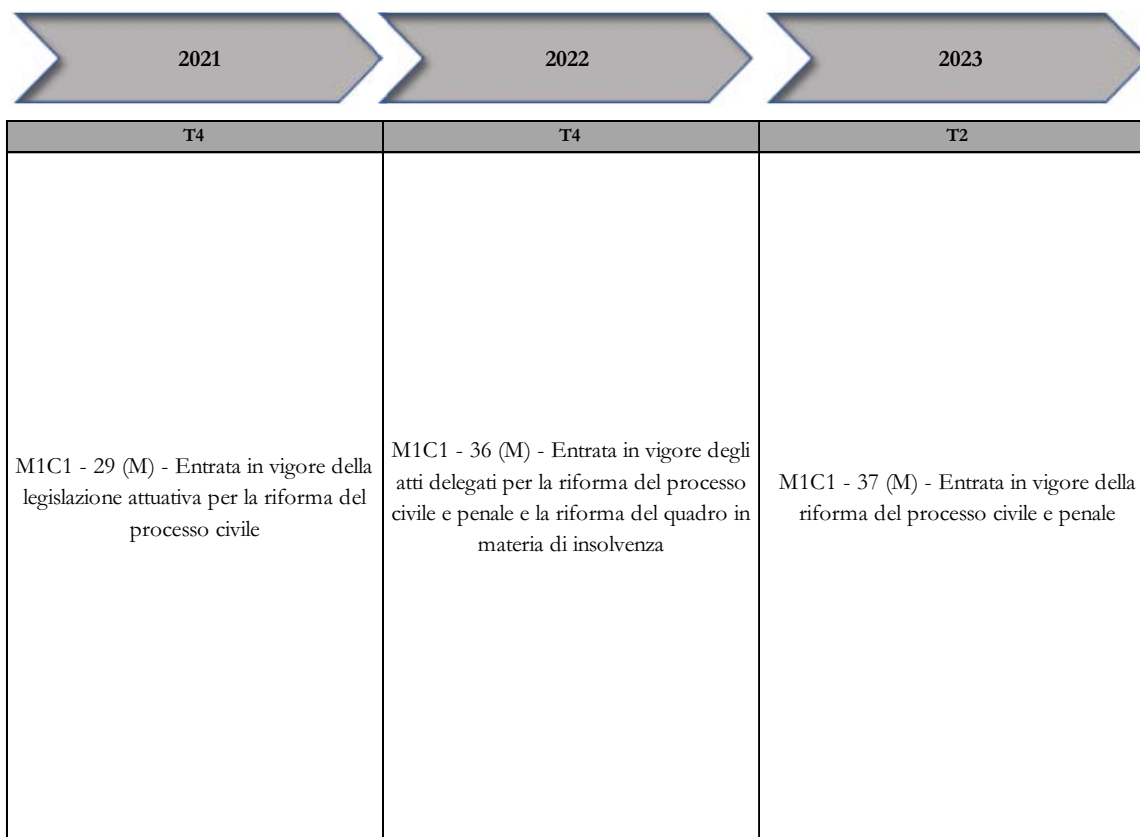 2021
2022
2023
T4
T4
T2
M1C1 - 29 (M) - Entrata in vigore della
legislazione attuativa per la riforma del
processo civile
M1C1 - 36 (M) - Entrata in vigore degli
atti delegati per la riforma del processo
civile e penale e la riforma del quadro in
materia di insolvenza
M1C1 - 37 (M) - Entrata in vigore della
riforma del processo civile e penale